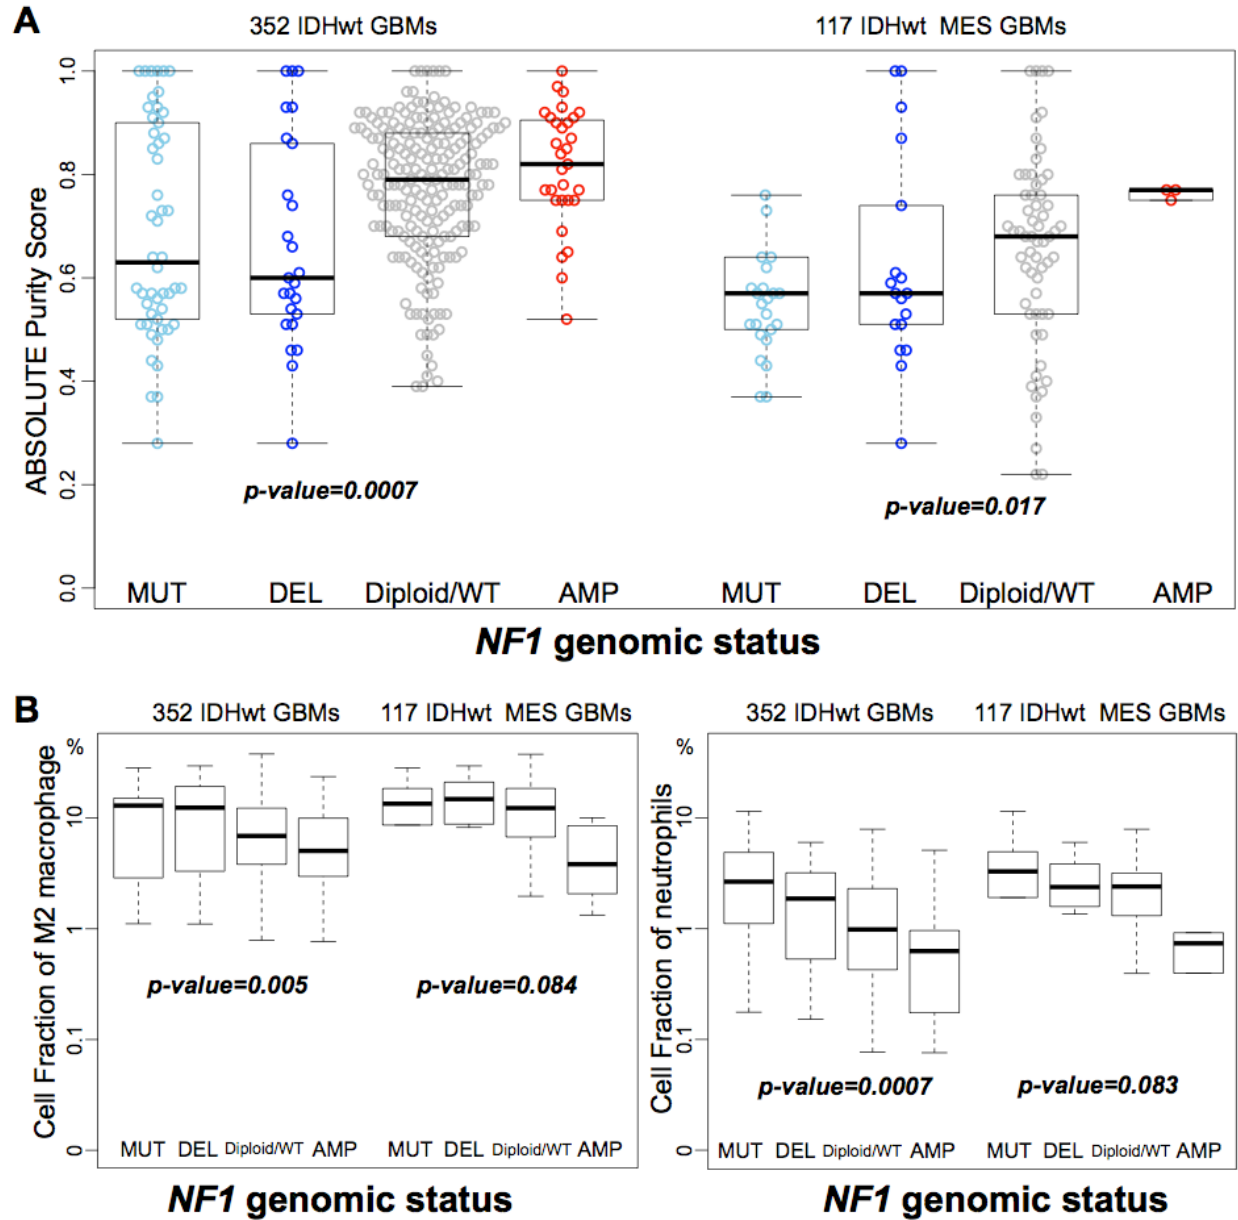 A
352 IDHwt GBMs
117 IDHwt MES GBMs
ABSOLUTE Purity Score
1.0
0.8
0.6
0.4
0.2
0.0
p-value=0.0007
p-value=0.017
MUT DEL Diploid/WT AMP
MUT DEL Diploid/WT AMP
NF1 genomic status
B
352 IDHwt GBMs
117 IDHwt MES GBMs
%
Cell Fraction of M2 macrophage
10
1
0.1
0
p-value=0.005
p-value=0.084
MUT DEL Diploid/WT AMP
MUT DEL Diploid/WT AMP
NF1 genomic status
352 IDHwt GBMs
117 IDHwt MES GBMs
%
Cell Fraction of neutrophils
10
1
0.1
0
p-value=0.0007
p-value=0.083
MUT DEL Diploid/WT AMP
MUT DEL Diploid/WT AMP
NF1 genomic status